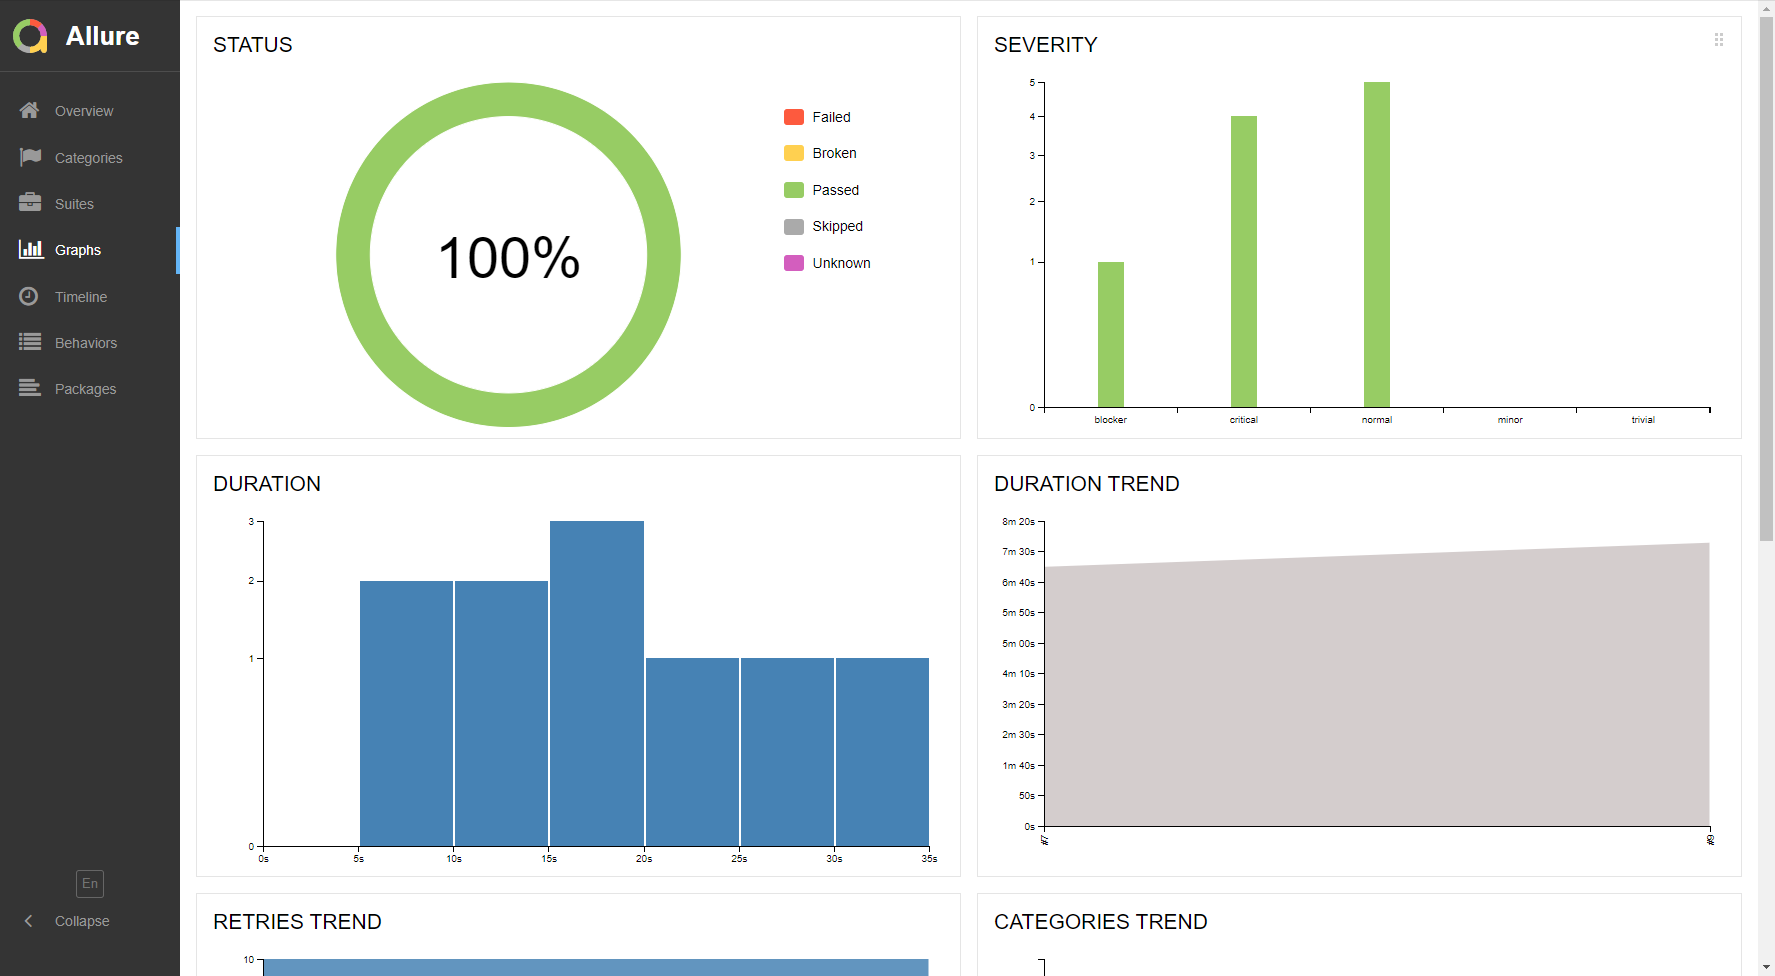 Allure
Overview
Categories
Suites
Graphs
Timeline
Behaviors
Packages
En
Collapse
STATUS
100%
Failed
Broken
Passed
Skipped
Unknown
SEVERITY
5
4
3
2
1
0
blocker critical normal minor trivial
DURATION
3
2
1
0
0s 5s 10s 15s 20s 25s 30s 35s
DURATION TREND
8m 20s
7m 30s
6m 40s
5m 50s
5m 00s
4m 10s
3m 20s
2m 30s
1m 40s
50s
0s
#7 #9
RETRIES TREND
10
CATEGORIES TREND